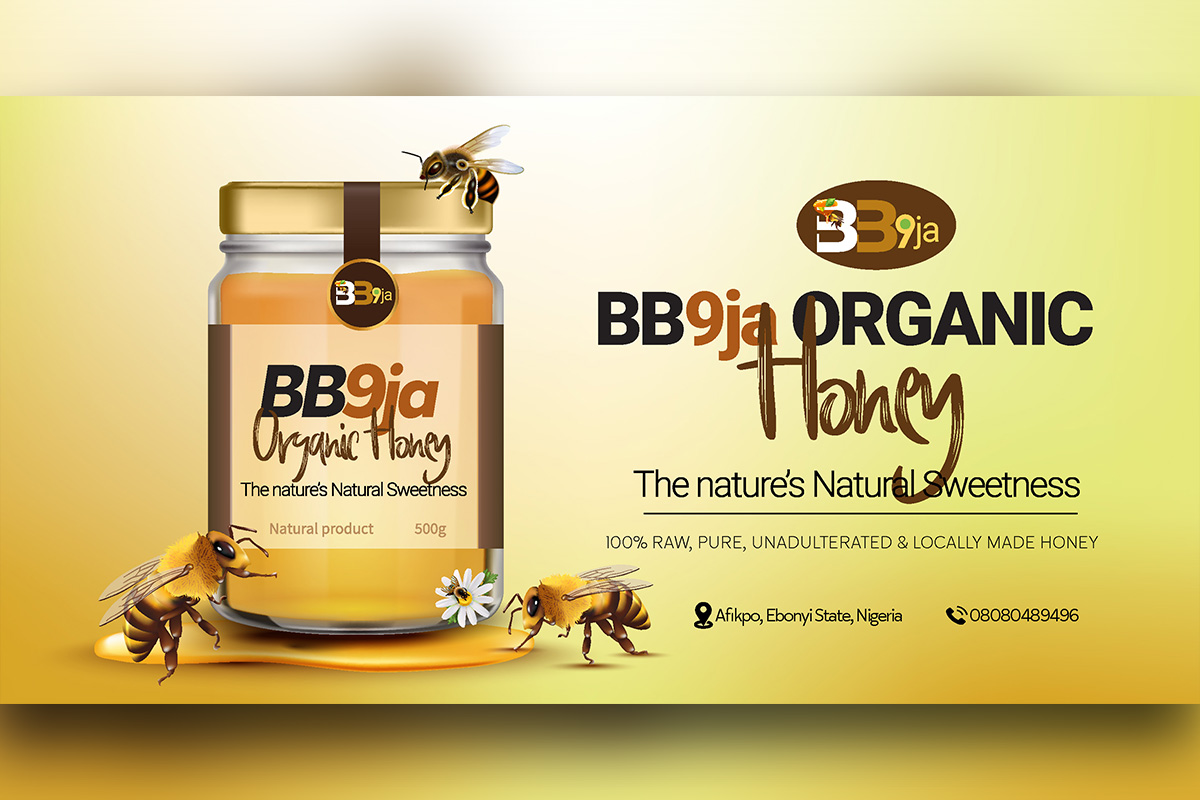 BB9ja
BB9ja
Organic Honey
The nature's Natural Sweetness
Natural product 500g
BB9ja
BB9ja ORGANIC
Honey
The nature's Natural Sweetness
100% RAW, PURE, UNADULTERATED & LOCALLY MADE HONEY
Afikpo, Ebonyi State, Nigeria 08080489496